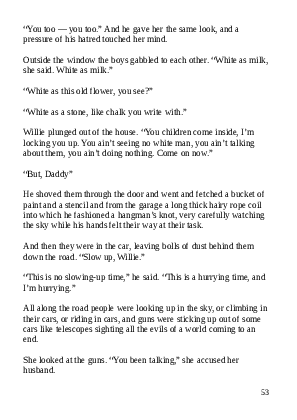 “You too — you too.” And he gave her the same look, and a
pressure of his hatred touched her mind.
Outside the window the boys gabbled to each other. “White as milk,
she said. White as milk.”
“White as this old flower, you see?”
“White as a stone, like chalk you write with.”
Willie plunged out of the house. “You children come inside, I’m
locking you up. You ain’t seeing no white man, you ain’t talking
about them, you ain’t doing nothing. Come on now.”
“But, Daddy”
He shoved them through the door and went and fetched a bucket of
paint and a stencil and from the garage a long thick hairy rope coil
into which he fashioned a hangman’s knot, very carefully watching
the sky while his hands felt their way at their task.
And then they were in the car, leaving bolls of dust behind them
down the road. “Slow up, Willie.”
“This is no slowing-up time,” he said. “This is a hurrying time, and
I’m hurrying.”
All along the road people were looking up in the sky, or climbing in
their cars, or riding in cars, and guns were sticking up out of some
cars like telescopes sighting all the evils of a world coming to an
end.
She looked at the guns. “You been talking,” she accused her
husband.
53